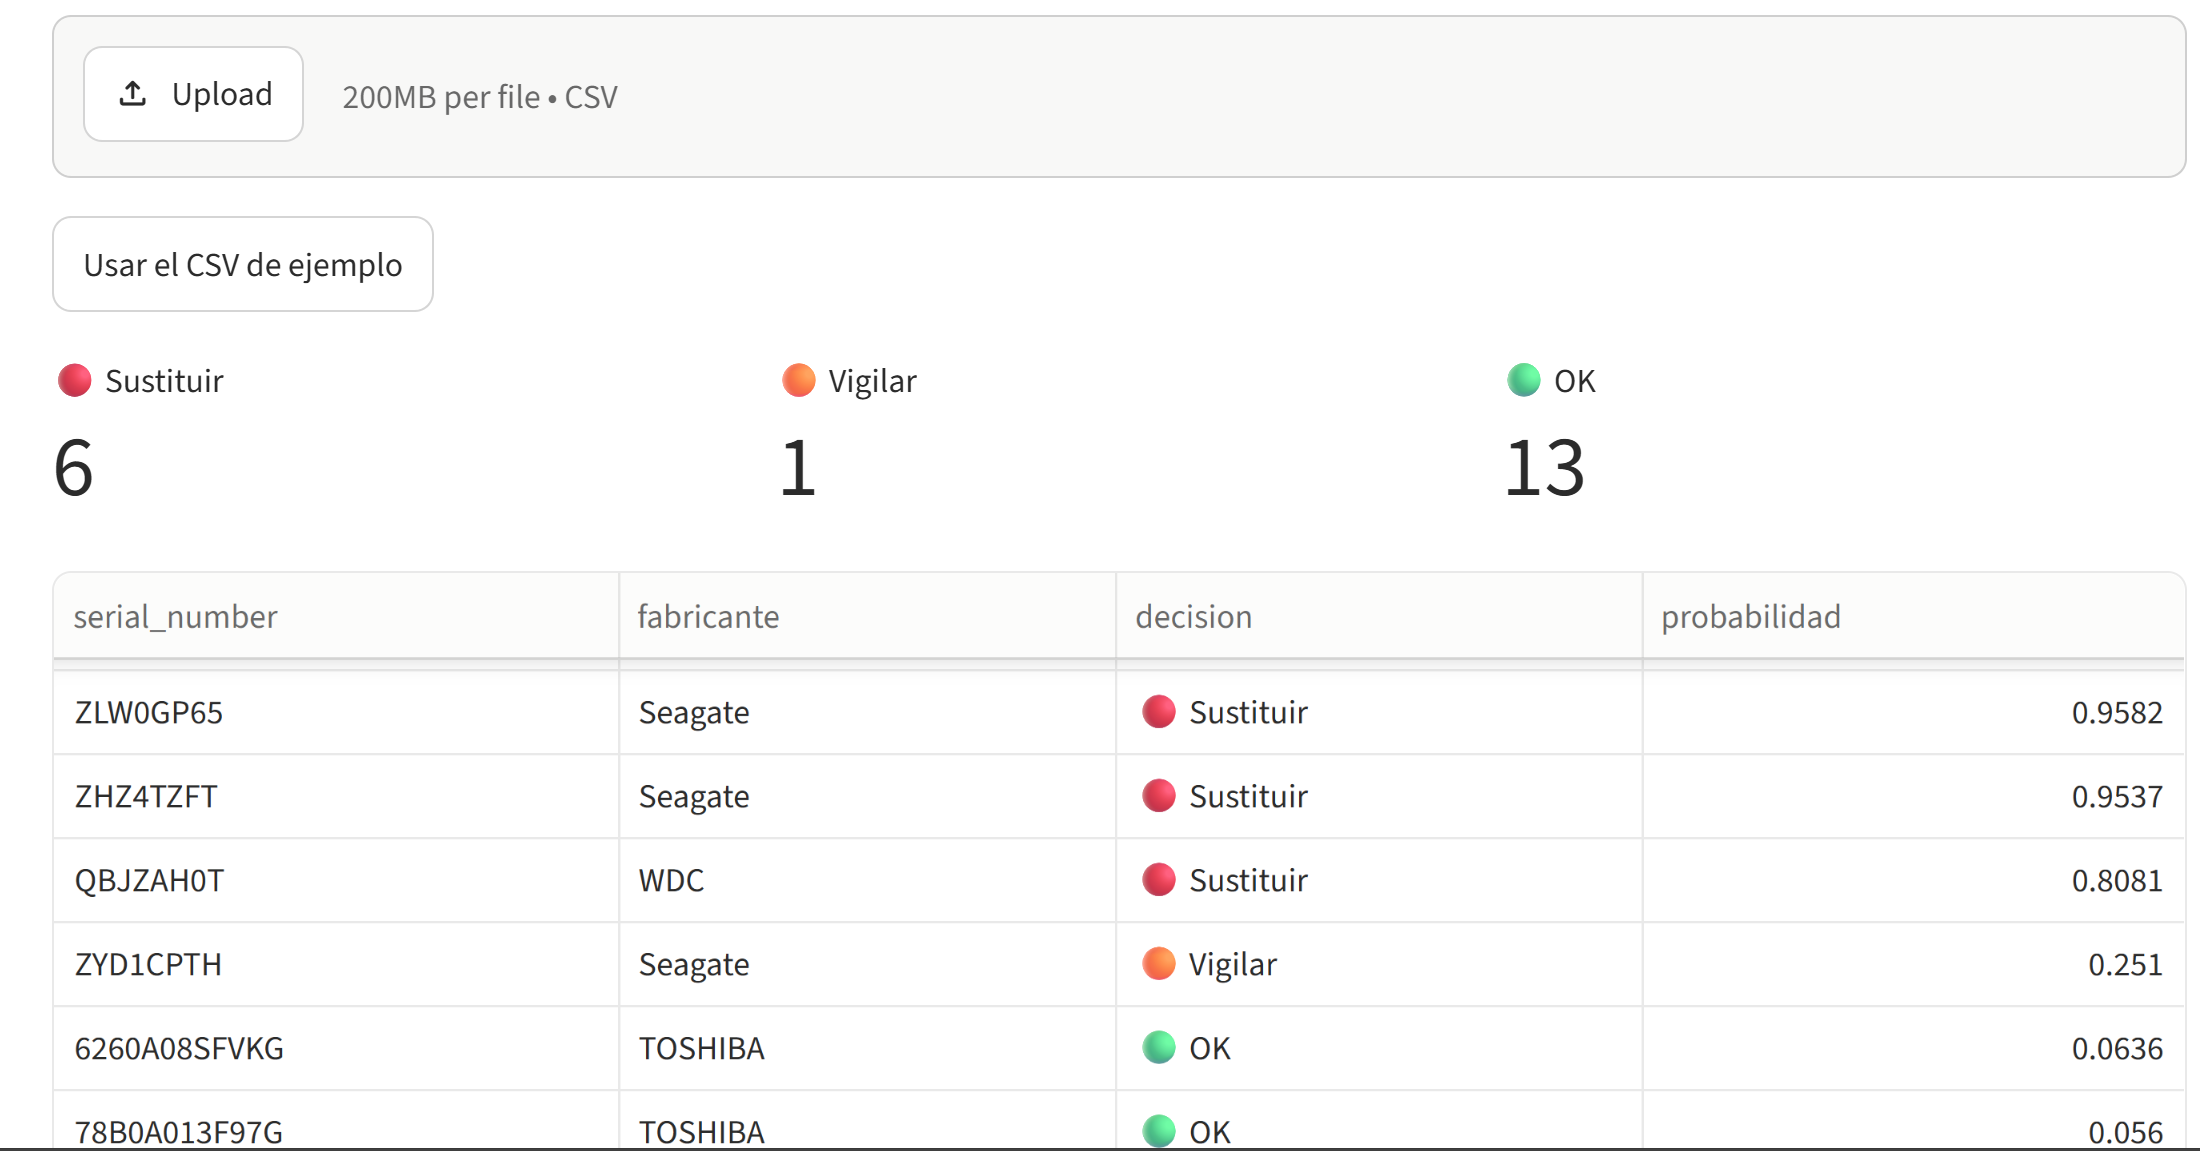 Upload 200MB per file • CSV
Usar el CSV de ejemplo
Sustituir Vigilar OK
6 1 13
serial_number fabricante decision probabilidad
ZLW0GP65 Seagate Sustituir 0.9582
ZHZ4TZFT Seagate Sustituir 0.9537
QBJZAH0T WDC Sustituir 0.8081
ZYD1CPTH Seagate Vigilar 0.251
6260A08SFVKG TOSHIBA OK 0.0636
78B0A013F97G TOSHIBA OK 0.056